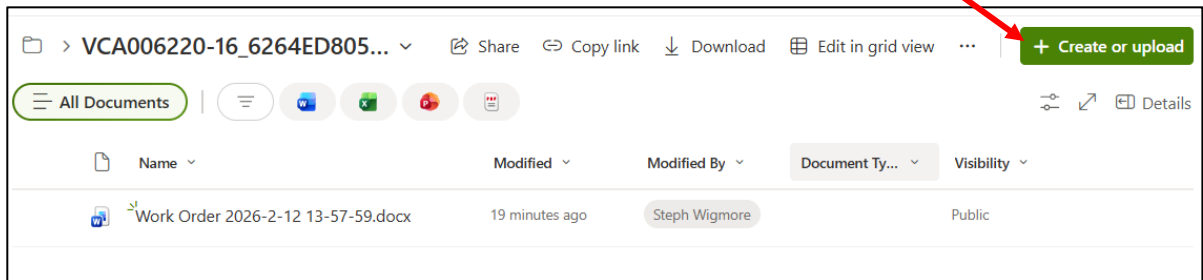 > VCA006220-16_6264ED805... Share Copy link Download Edit in grid view ... + Create or upload
All Documents Details
Name Modified Modified By Document Ty... Visibility
Work Order 2026-2-12 13-57-59.docx 19 minutes ago Steph Wigmore Public